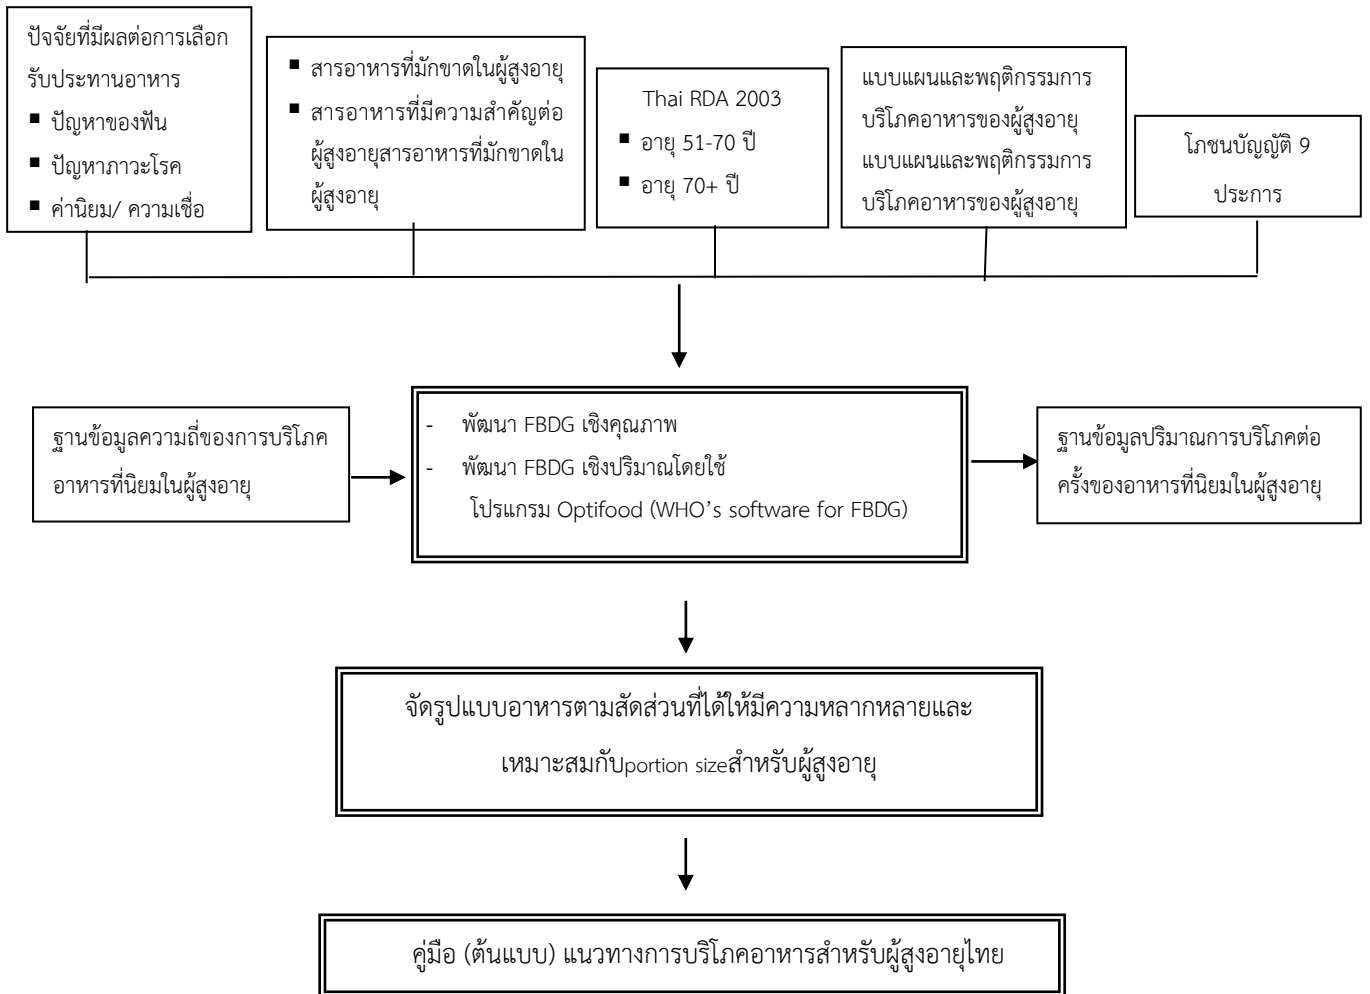 ปัจจัยที่มีผลต่อการเลือก
รับประทานอาหาร
▪ ปัญหาของฟัน
▪ ปัญหาภาวะโรค
▪ ค่านิยม/ ความเชื่อ
▪ สารอาหารที่มักขาดในผู้สูงอายุ
▪ สารอาหารที่มีความสำคัญต่อ
ผู้สูงอายุสารอาหารที่มักขาดใน
ผู้สูงอายุ
Thai RDA 2003
▪ อายุ 51-70 ปี
▪ อายุ 70+ ปี
แบบแผนและพฤติกรรมการ
บริโภคอาหารของผู้สูงอายุ
แบบแผนและพฤติกรรมการ
บริโภคอาหารของผู้สูงอายุ
โภชนบัญญัติ 9
ประการ
ฐานข้อมูลความถี่ของการบริโภค
อาหารที่นิยมในผู้สูงอายุ
- พัฒนา FBDG เชิงคุณภาพ
- พัฒนา FBDG เชิงปริมาณโดยใช้
โปรแกรม Optifood (WHO's software for FBDG)
ฐานข้อมูลปริมาณการบริโภคต่อ
ครั้งของอาหารที่นิยมในผู้สูงอายุ
จัดรูปแบบอาหารตามสัดส่วนที่ได้ให้มีความหลากหลายและ
เหมาะสมกับportion sizeสำหรับผู้สูงอายุ
คู่มือ (ต้นแบบ) แนวทางการบริโภคอาหารสำหรับผู้สูงอายุไทย